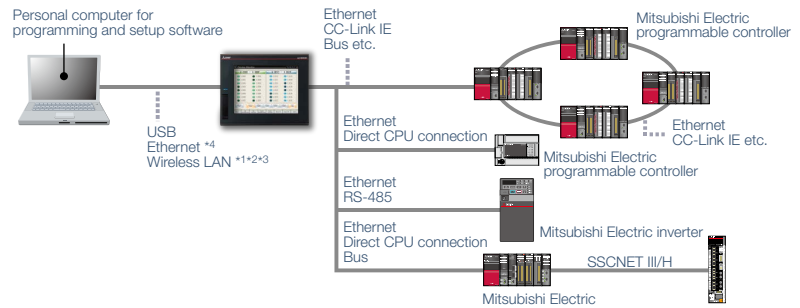 Personal computer for
programming and setup software
Ethernet
CC-Link IE
Bus etc.
Mitsubishi Electric
programmable controller
USB
Ethernet *4
Wireless LAN *1*2*3
Ethernet
Direct CPU connection
Ethernet
CC-Link IE etc.
Mitsubishi Electric
programmable controller
Ethernet
RS-485
Mitsubishi Electric inverter
Ethernet
Direct CPU connection
Bus
SSCNET III/H
Mitsubishi Electric